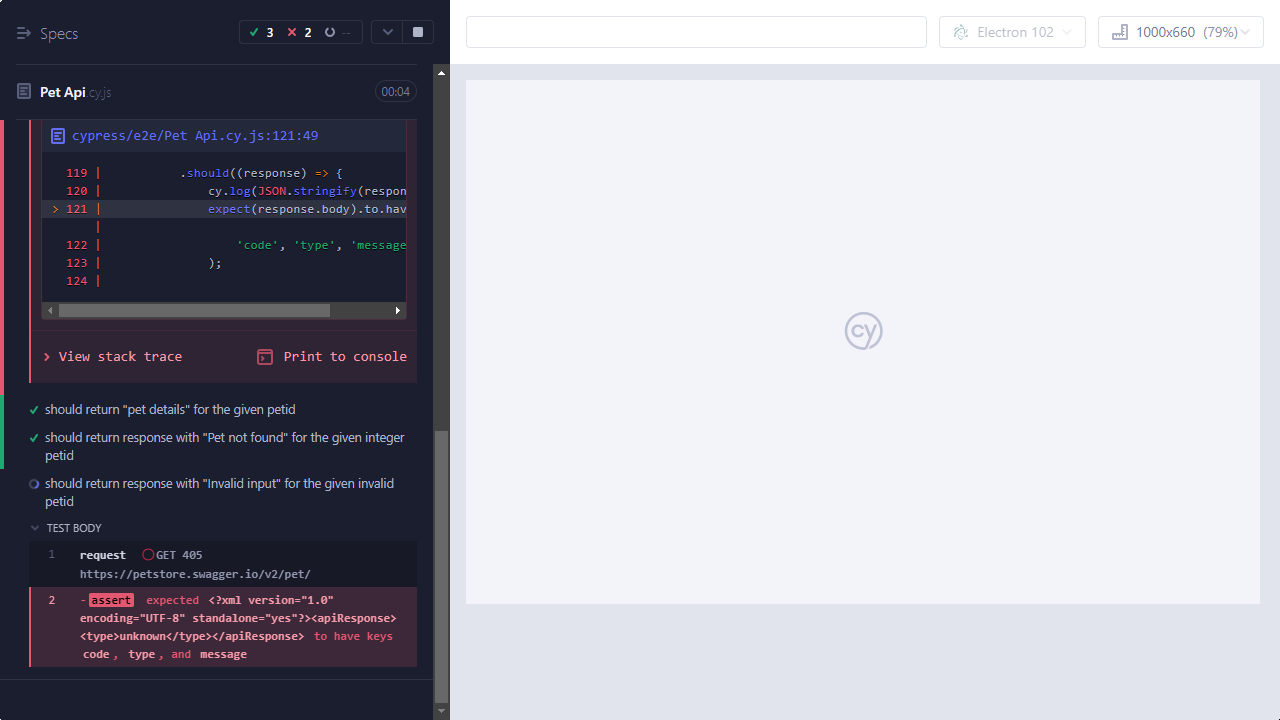 Specs
3
2
--
Electron 102
1000x660 (79%)
Pet Api.cy.js
00:04
cypress/e2e/Pet Api.cy.js:121:49
119 | .should((response) => {
120 | cy.log(JSON.stringify(respon
> 121 | expect(response.body).to.hav
|
122 | 'code', 'type', 'message
123 | );
124 |
View stack trace
Print to console
should return "pet details" for the given petid
should return response with "Pet not found" for the given integer
petid
should return response with "Invalid input" for the given invalid
petid
TEST BODY
1 request GET 405
https://petstore.swagger.io/v2/pet/
2 -assert expected <?xml version="1.0"
encoding="UTF-8" standalone="yes"?><apiResponse>
<type>unknown</type></apiResponse> to have keys
code, type, and message
cy